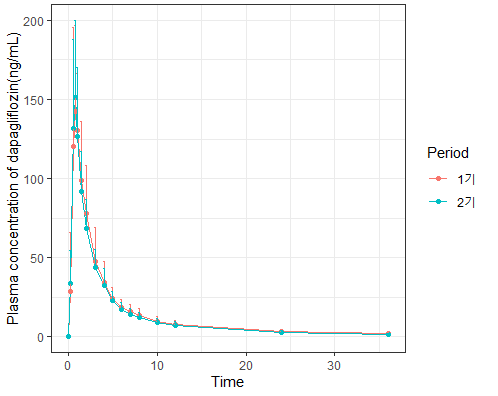 Plasma concentration of dapagliflozin(ng/mL)
200
150
100
50
0
0 10 20 30
Time
Period
1기
2기